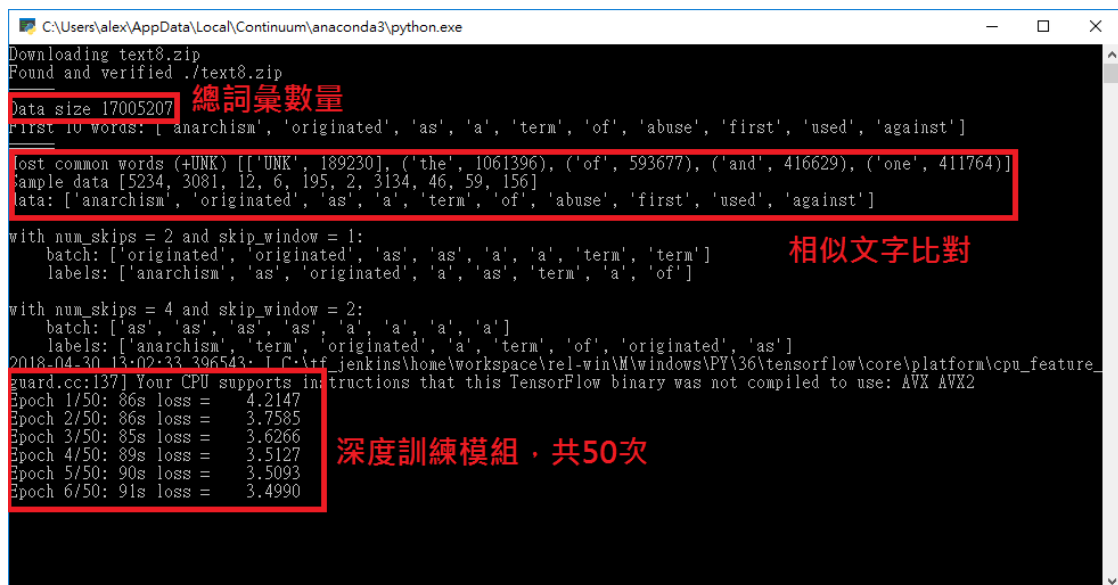 C:\Users\alex\AppData\Local\Continuum\anaconda3\python.exe
Downloading text8.zip
Found and verified ./text8.zip
Data size 17005207
總詞彙數量
First 10 words: ['anarchism', 'originated', 'as', 'a', 'term', 'of', 'abuse', 'first', 'used', 'against']
Most common words (+UNK) [['UNK', 189230], ('the', 1061396), ('of', 593677), ('and', 416629), ('one', 411764)]
Sample data [5234, 3081, 12, 6, 195, 2, 3134, 46, 59, 156]
data: ['anarchism', 'originated', 'as', 'a', 'term', 'of', 'abuse', 'first', 'used', 'against']
with num_skips = 2 and skip_window = 1:
batch: ['originated', 'originated', 'as', 'as', 'a', 'a', 'term', 'term']
labels: ['anarchism', 'as', 'originated', 'a', 'as', 'term', 'a', 'of']
相似文字比對
with num_skips = 4 and skip_window = 2:
batch: ['as', 'as', 'as', 'as', 'a', 'a', 'a', 'a']
labels: ['anarchism', 'term', 'originated', 'a', 'term', 'of', 'originated', 'as']
2018-04-30 13:02:33.396543: I C:\tf_jenkins\home\workspace\rel-win\M\windows\PY\36\tensorflow\core\platform\cpu_feature_
guard.cc:137] Your CPU supports instructions that this TensorFlow binary was not compiled to use: AVX AVX2
Epoch 1/50: 86s loss = 4.2147
Epoch 2/50: 86s loss = 3.7585
Epoch 3/50: 85s loss = 3.6266
Epoch 4/50: 89s loss = 3.5127
Epoch 5/50: 90s loss = 3.5093
Epoch 6/50: 91s loss = 3.4990
深度訓練模組，共50次